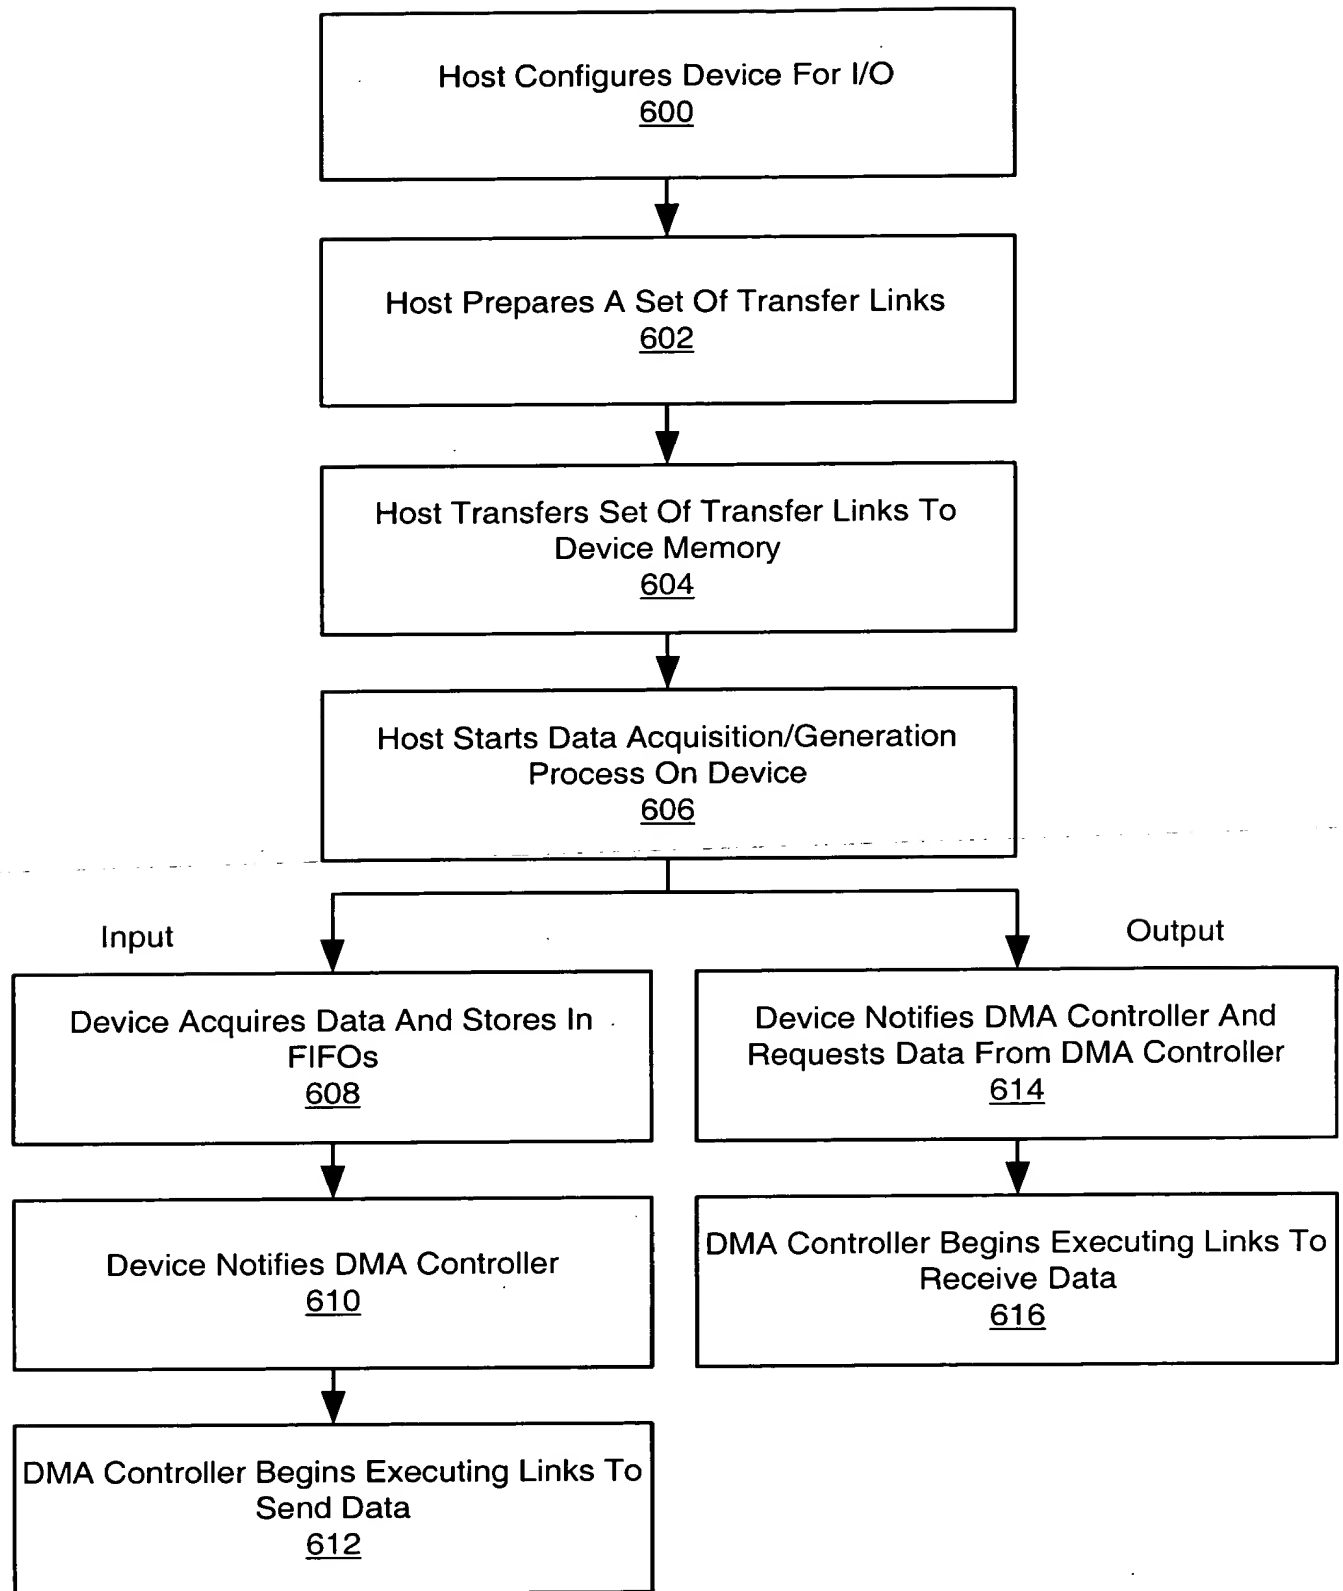 Host Configures Device For I/O
600
Host Prepares A Set Of Transfer Links
602
Host Transfers Set Of Transfer Links To
Device Memory
604
Host Starts Data Acquisition/Generation
Process On Device
606
Input
Device Acquires Data And Stores In
FIFOs
608
Device Notifies DMA Controller
610
DMA Controller Begins Executing Links To
Send Data
612
Output
Device Notifies DMA Controller And
Requests Data From DMA Controller
614
DMA Controller Begins Executing Links To
Receive Data
616